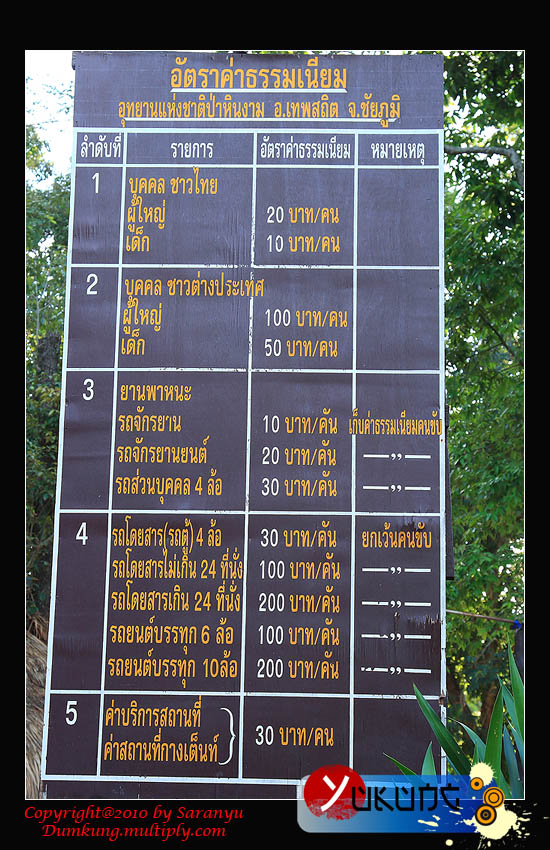 อัตราค่าธรรมเนียม
อุทยานแห่งชาติป่าหินงาม อ.เทพสถิต จ.ชัยภูมิ
ลำดับที่ รายการ อัตราค่าธรรมเนียม หมายเหตุ
1 บุคคล ชาวไทย
ผู้ใหญ่ 20 บาท/คน
เด็ก 10 บาท/คน
2 บุคคล ชาวต่างประเทศ
ผู้ใหญ่ 100 บาท/คน
เด็ก 50 บาท/คน
3 ยานพาหนะ
รถจักรยาน 10 บาท/คัน เก็บค่าธรรมเนียมคนขับ
รถจักรยานยนต์ 20 บาท/คัน —,,—
รถส่วนบุคคล 4 ล้อ 30 บาท/คัน —,,—
4 รถโดยสาร(รถตู้) 4 ล้อ 30 บาท/คัน ยกเว้นคนขับ
รถโดยสารไม่เกิน 24 ที่นั่ง 100 บาท/คัน —,,—
รถโดยสารเกิน 24 ที่นั่ง 200 บาท/คัน —,,—
รถยนต์บรรทุก 6 ล้อ 100 บาท/คัน —,,—
รถยนต์บรรทุก 10ล้อ 200 บาท/คัน —,,—
5 ค่าบริการสถานที่
ค่าสถานที่กางเต็นท์ 30 บาท/คน
YUKUNG
Copyright@2010 by Saranyu
Dumkung.multiply.com